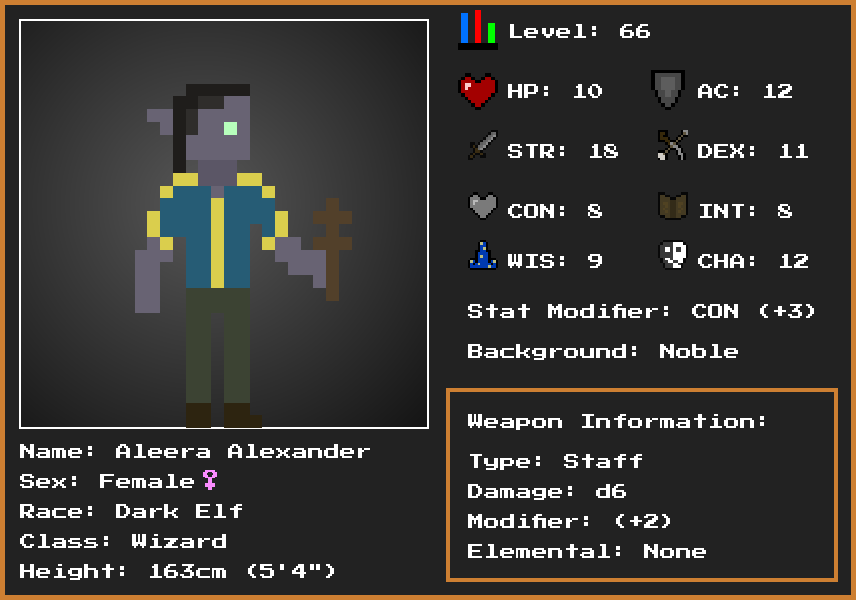 Level: 66
HP: 10
AC: 12
STR: 18
DEX: 11
CON: 8
INT: 8
WIS: 9
CHA: 12
Stat Modifier: CON (+3)
Background: Noble
Weapon Information:
Type: Staff
Damage: d6
Modifier: (+2)
Elemental: None
Name: Aleera Alexander
Sex: Female♀
Race: Dark Elf
Class: Wizard
Height: 163cm (5'4")